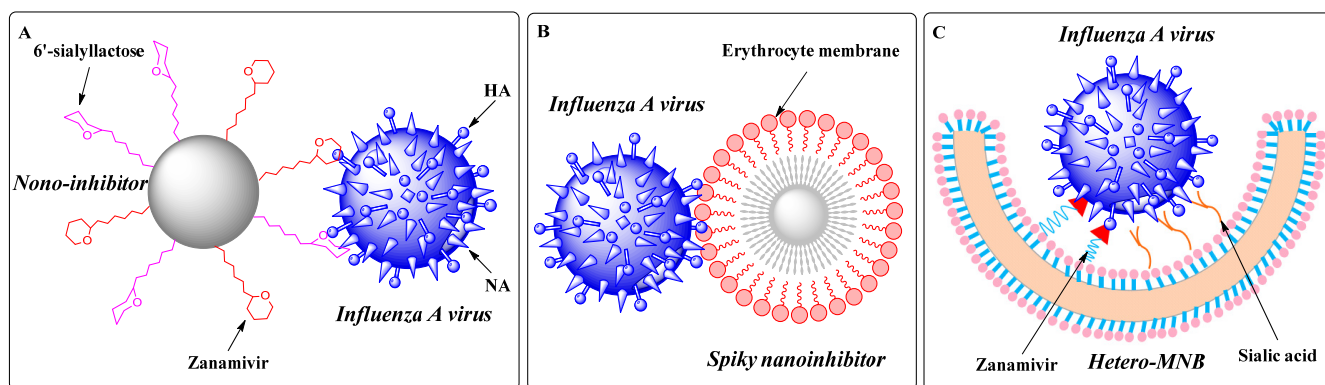 A
6'-sialyllactose
HA
Nono-inhibitor
NA
Influenza A virus
Zanamivir
B
Erythrocyte membrane
Influenza A virus
Spiky nanoinhibitor
C
Influenza A virus
Zanamivir
Hetero-MNB
Sialic acid